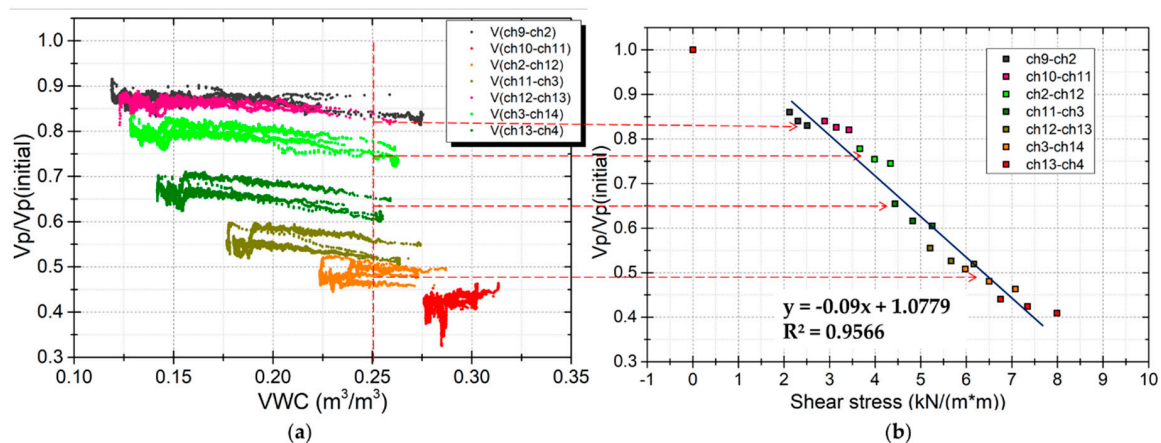 V(ch9-ch2)
V(ch10-ch11)
V(ch2-ch12)
V(ch11-ch3)
V(ch12-ch13)
V(ch3-ch14)
V(ch13-ch4)
1.0
0.9
0.8
0.7
0.6
0.5
0.4
0.3
Vp/Vp(initial)
0.10
0.15
0.20
0.25
0.30
0.35
VWC (m³/m³)
(a)
ch9-ch2
ch10-ch11
ch2-ch12
ch11-ch3
ch12-ch13
ch3-ch14
ch13-ch4
1.0
0.9
0.8
0.7
0.6
0.5
0.4
0.3
Vp/Vp(initial)
y = -0.09x + 1.0779
R² = 0.9566
-1
0
1
2
3
4
5
6
7
8
9
10
Shear stress (kN/(m*m))
(b)